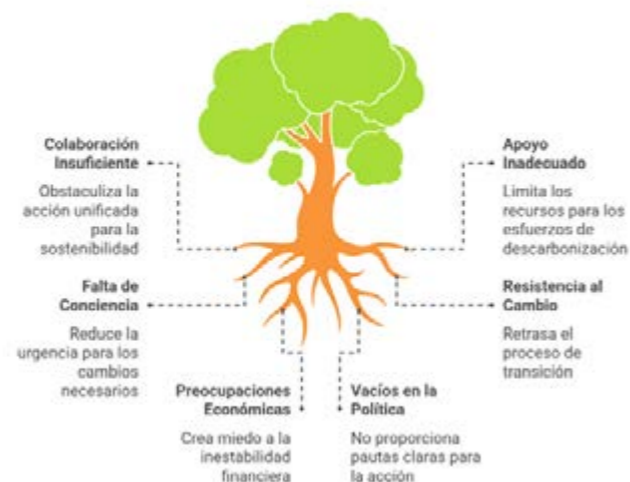 Colaboración
Insuficiente
Obstaculiza la
acción unificada
para la
sostenibilidad
Falta de
Conciencia
Reduce la
urgencia para los
cambios
necesarios
Preocupaciones
Económicas
Crea miedo a la
inestabilidad
financiera
Vacíos en la
Política
No proporciona
pautas claras para
la acción
Apoyo
Inadecuado
Limita los
recursos para los
esfuerzos de
descarbonización
Resistencia al
Cambio
Retrasa el
proceso de
transición